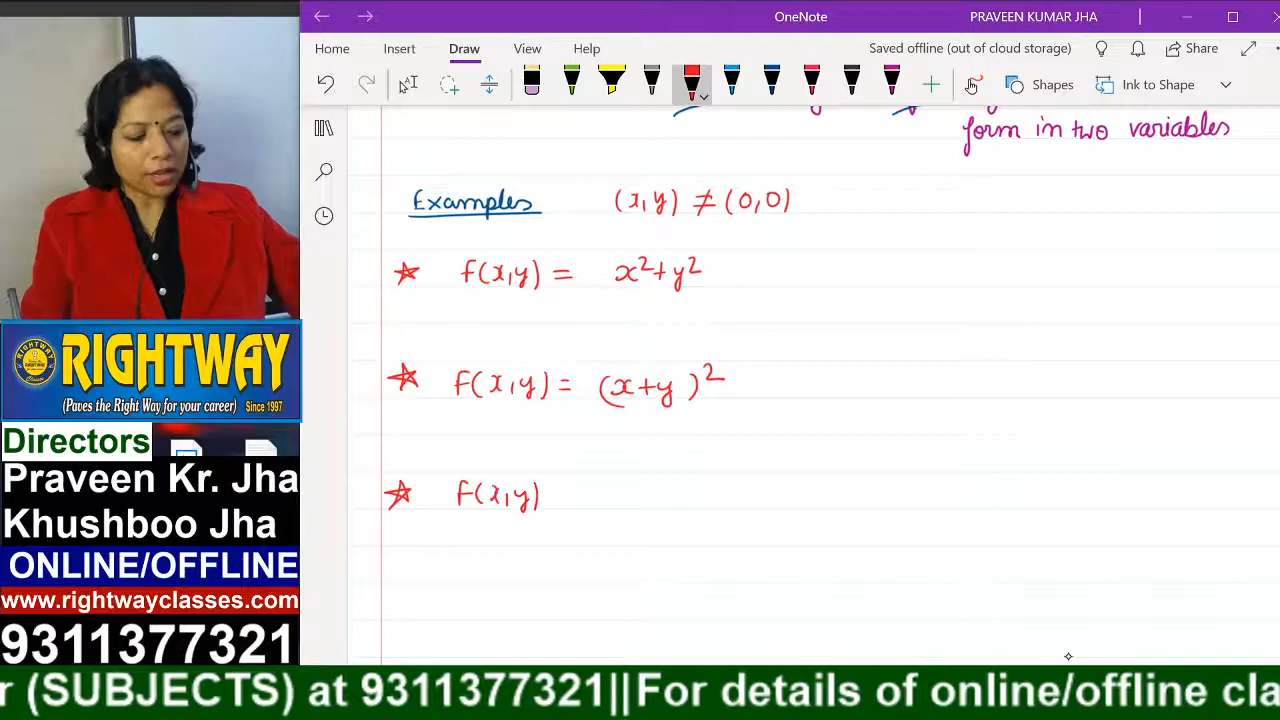 OneNote
PRAVEEN KUMAR JHA
Home Insert Draw View Help
Saved offline (out of cloud storage)
Share
Shapes
Ink to Shape
form in two variables
Examples (x,y) ≠ (0,0)
☆ f(x,y) = x²+y²
☆ f(x,y) = (x+y)²
☆ f(x,y)
RIGHTWAY
(Paves the Right Way for your career) Since 1997
Directors
Praveen Kr. Jha
Khushboo Jha
ONLINE/OFFLINE
www.rightwayclasses.com
9311377321
r (SUBJECTS) at 9311377321||For details of online/offline cla